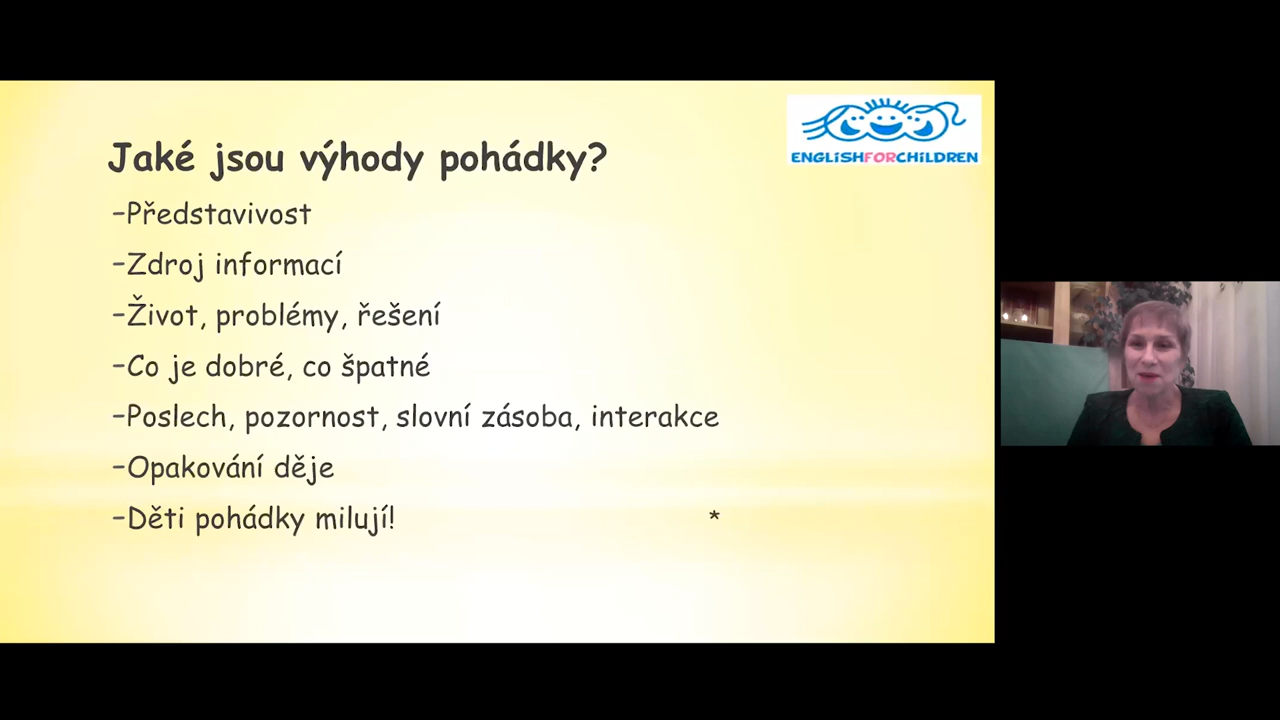 ENGLISHFORCHILDREN
Jaké jsou výhody pohádky?
-Představivost
-Zdroj informací
-Život, problémy, řešení
-Co je dobré, co špatné
-Poslech, pozornost, slovní zásoba, interakce
-Opakování děje
-Děti pohádky milují! *